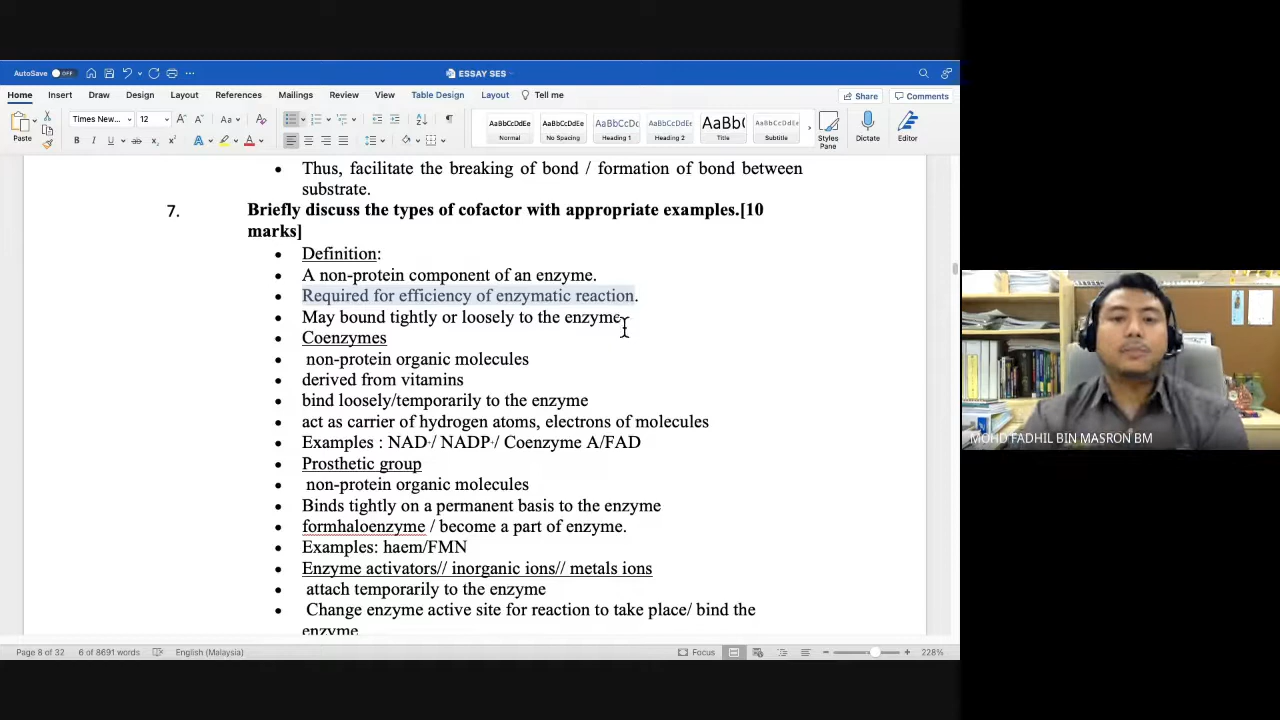 AutoSave OFF
ESSAY SES
Home Insert Draw Design Layout References Mailings Review View Table Design Layout Tell me
Share Comments
Paste
Times New... 12
AaBbCcDdEe AaBbCcDdEe AaBbCcDc AaBbCcDdEe AaBbC AaBbCcDdEe
Normal No Spacing Heading 1 Heading 2 Title Subtitle
Styles Pane
Dictate
Editor
• Thus, facilitate the breaking of bond / formation of bond between
substrate.
7. Briefly discuss the types of cofactor with appropriate examples.[10
marks]
• Definition:
• A non-protein component of an enzyme.
• Required for efficiency of enzymatic reaction.
• May bound tightly or loosely to the enzyme
• Coenzymes
• non-protein organic molecules
• derived from vitamins
• bind loosely/temporarily to the enzyme
• act as carrier of hydrogen atoms, electrons of molecules
• Examples : NAD+/ NADP+/ Coenzyme A/FAD
• Prosthetic group
• non-protein organic molecules
• Binds tightly on a permanent basis to the enzyme
• formhaloenzyme / become a part of enzyme.
• Examples: haem/FMN
• Enzyme activators// inorganic ions// metals ions
• attach temporarily to the enzyme
• Change enzyme active site for reaction to take place/ bind the
enzyme
Page 8 of 32 6 of 8691 words English (Malaysia) Focus 228%
MOHD FADHIL BIN MASRON BM